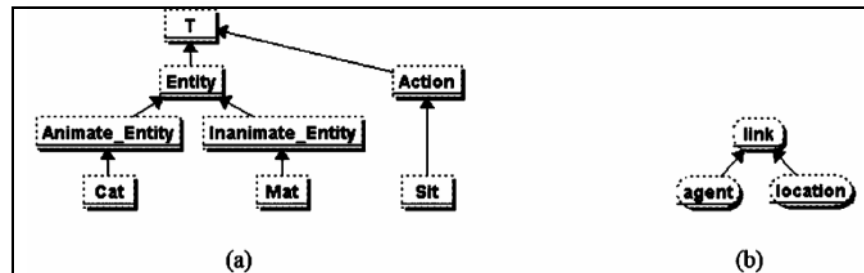 T
Entity Action
Animate_Entity Inanimate_Entity link
Cat Mat Sit agent location
(a) (b)